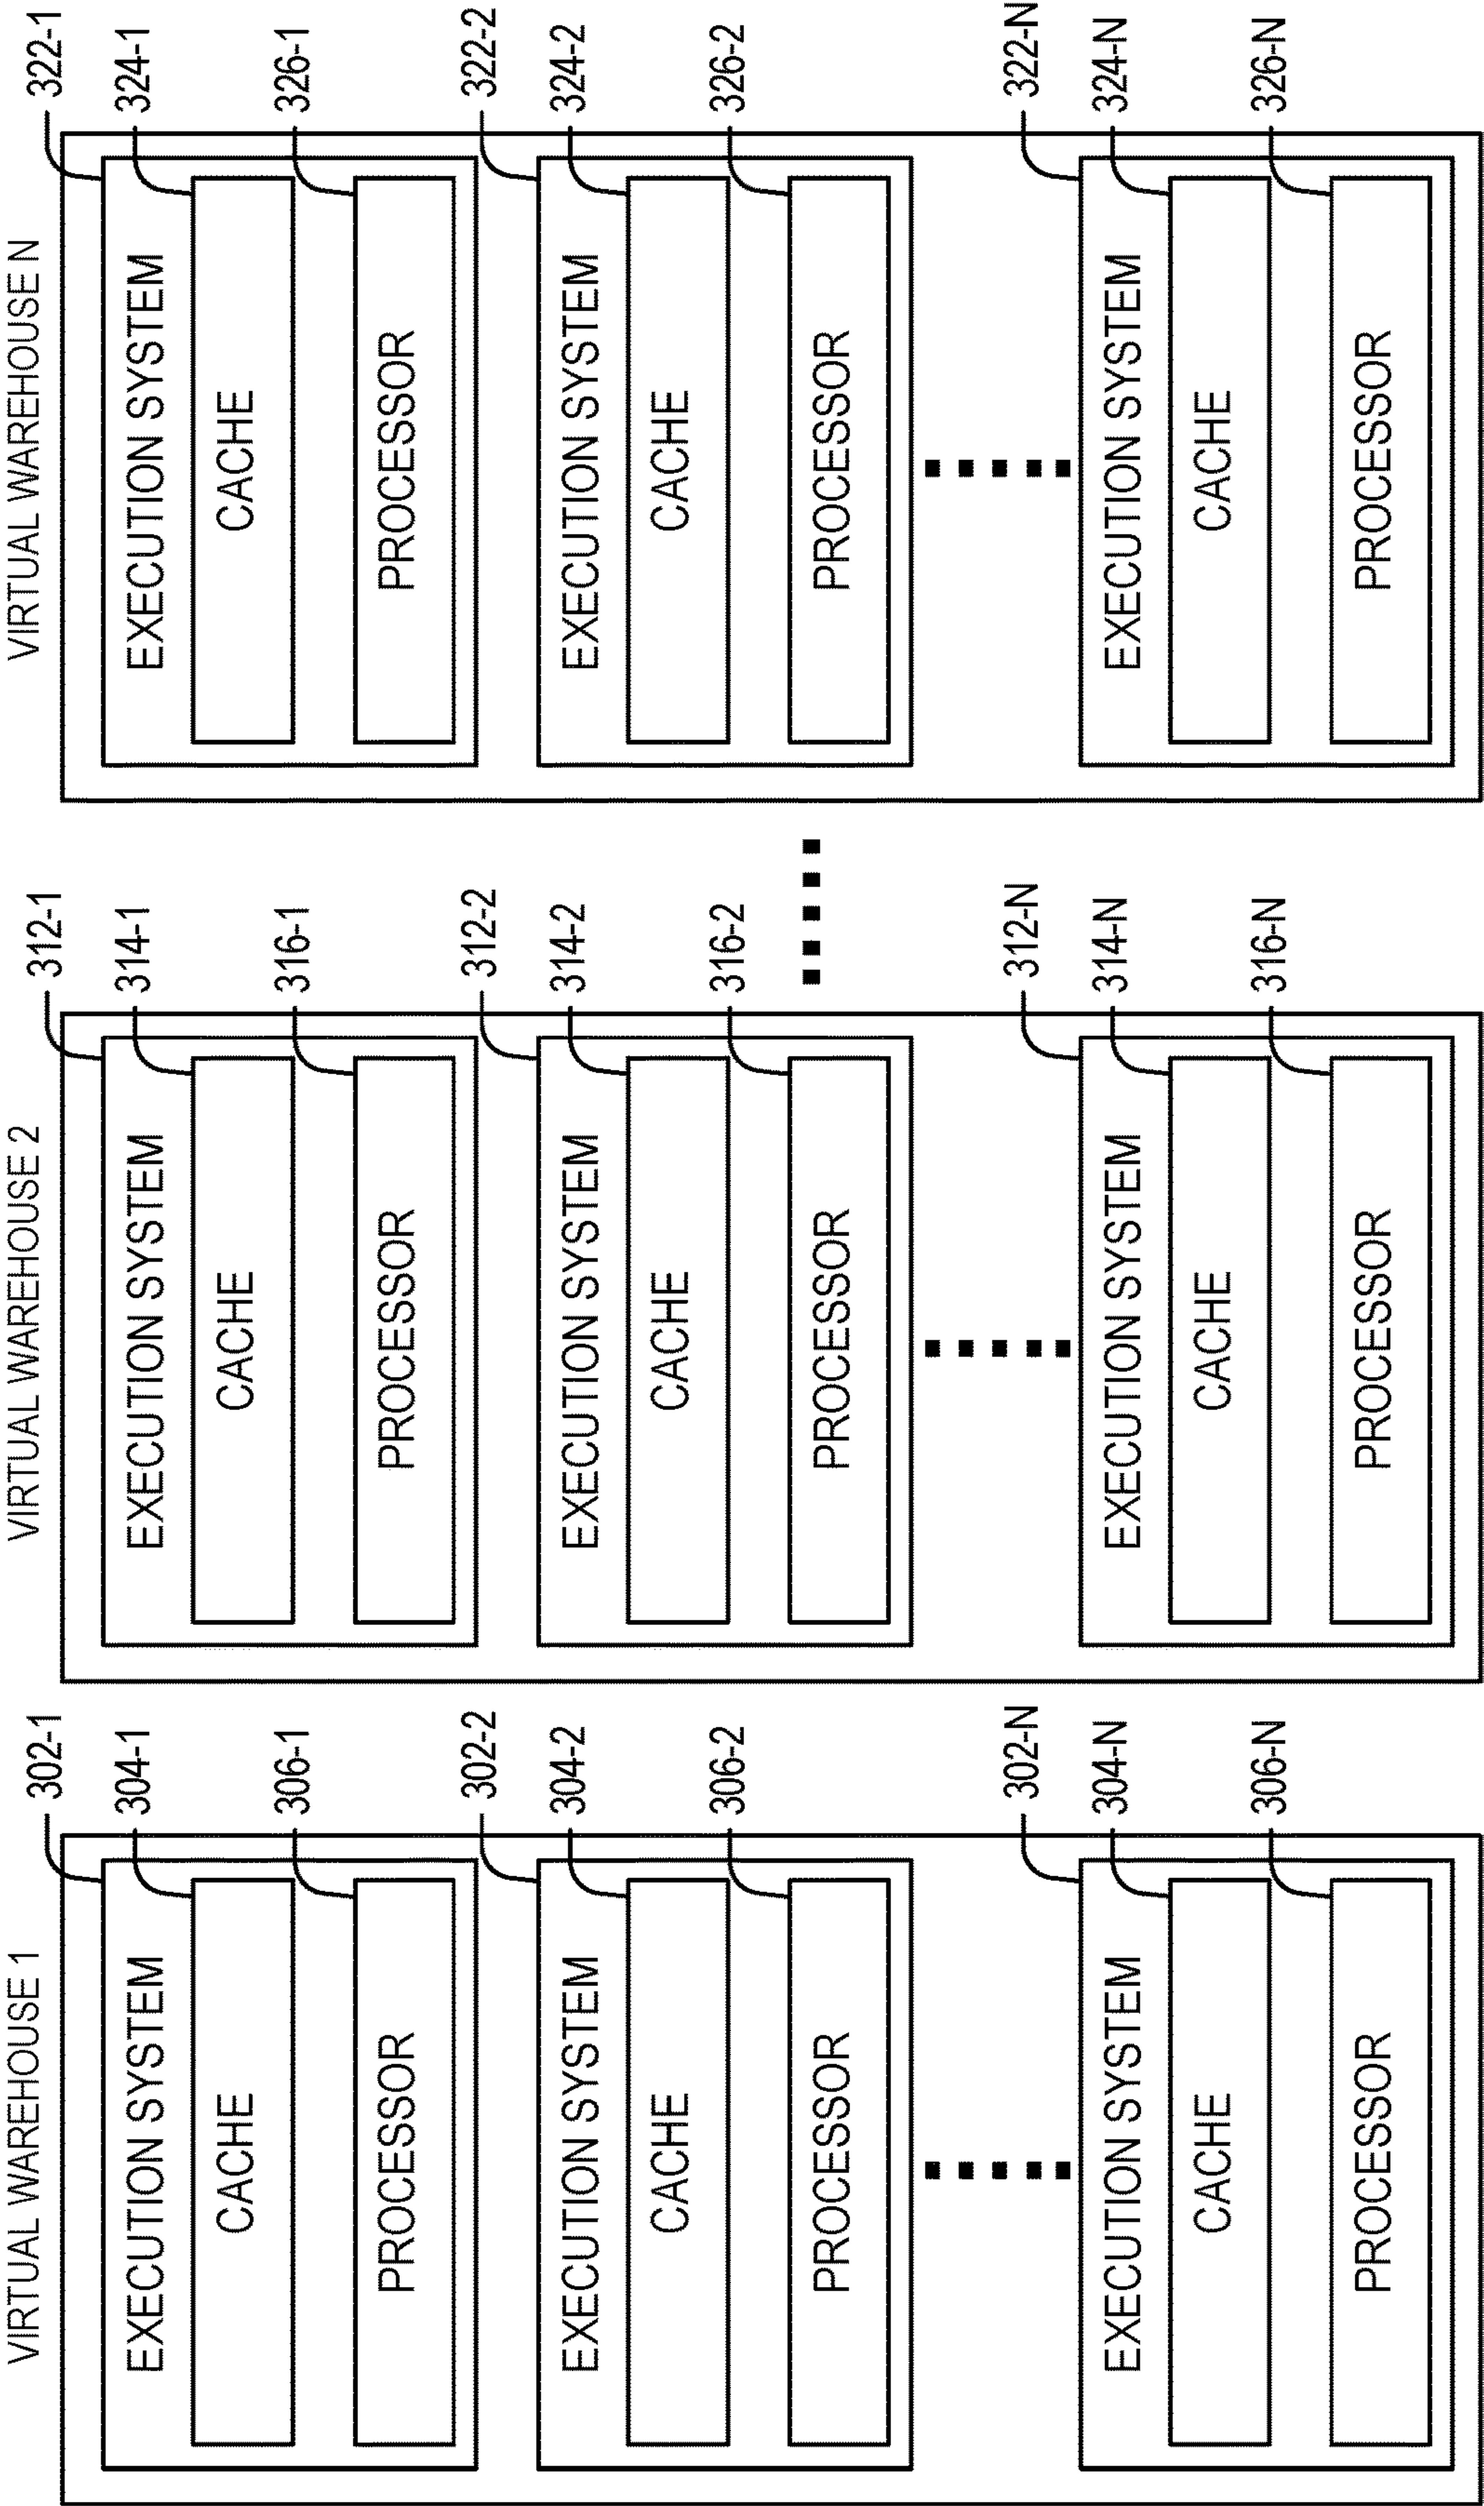 VIRTUAL WAREHOUSE 1
302-1
EXECUTION SYSTEM
304-1
CACHE
306-1
PROCESSOR
302-2
EXECUTION SYSTEM
304-2
CACHE
306-2
PROCESSOR
302-N
EXECUTION SYSTEM
304-N
CACHE
306-N
PROCESSOR
VIRTUAL WAREHOUSE 2
312-1
EXECUTION SYSTEM
314-1
CACHE
316-1
PROCESSOR
312-2
EXECUTION SYSTEM
314-2
CACHE
316-2
PROCESSOR
312-N
EXECUTION SYSTEM
314-N
CACHE
316-N
PROCESSOR
VIRTUAL WAREHOUSE N
322-1
EXECUTION SYSTEM
324-1
CACHE
326-1
PROCESSOR
322-2
EXECUTION SYSTEM
324-2
CACHE
326-2
PROCESSOR
322-N
EXECUTION SYSTEM
324-N
CACHE
326-N
PROCESSOR